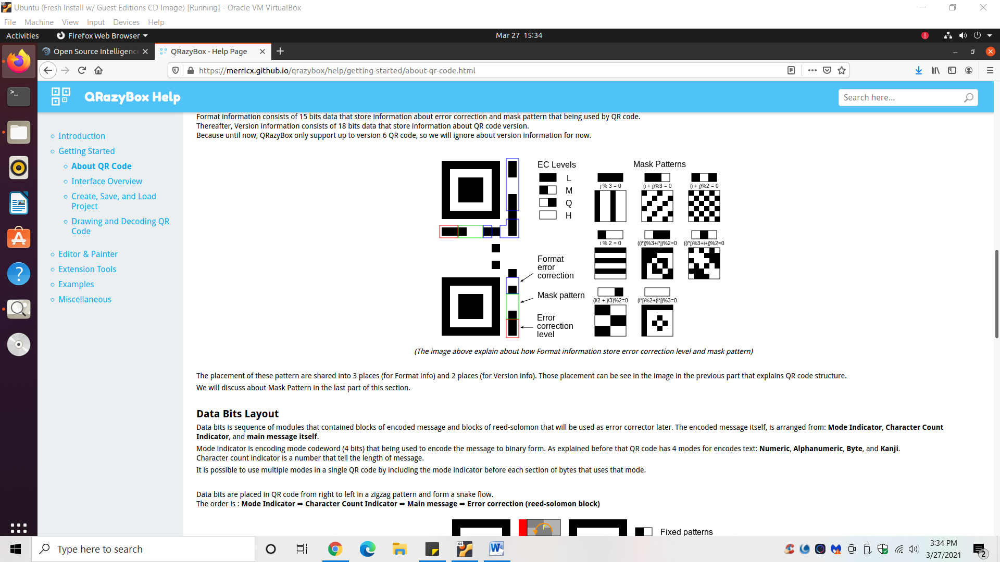 Ubuntu (Fresh Install w/ Guest Editions CD Image) [Running] - Oracle VM VirtualBox
File Machine View Input Devices Help
Activities Firefox Web Browser Mar 27 15:34
Open Source Intelligence QRazyBox - Help Page
https://merricx.github.io/qrazybox/help/getting-started/about-qr-code.html
QRazyBox Help Search here...
Introduction
Getting Started
About QR Code
Interface Overview
Create, Save, and Load
Project
Drawing and Decoding QR
Code
Editor & Painter
Extension Tools
Examples
Miscellaneous
Format information consists of 15 bits data that store information about error correction and mask pattern that being used by QR code.
Thereafter, Version information consists of 18 bits data that store information about QR code version.
Because until now, QRazyBox only support up to version 6 QR code, so we will ignore about version information for now.
EC Levels
L
M
Q
H
Mask Patterns
j % 3 = 0 (i + j)%3 = 0 (i + j)%2 = 0
i % 2 = 0 ((i*j)%3+i*j)%2=0 ((i*j)%3+i+j)%2=0
(i/2 + j/3)%2=0 (i*j)%2+(i*j)%3=0
Format
error
correction
Mask pattern
Error
correction
level
(The image above explain about how Format information store error correction level and mask pattern)
The placement of these pattern are shared into 3 places (for Format info) and 2 places (for Version info). Those placement can be see in the image in the previous part that explains QR code structure.
We will discuss about Mask Pattern in the last part of this section.
Data Bits Layout
Data bits is sequence of modules that contained blocks of encoded message and blocks of reed-solomon that will be used as error corrector later. The encoded message itself, is arranged from: Mode Indicator, Character Count
Indicator, and main message itself.
Mode indicator is encoding mode codeword (4 bits) that being used to encode the message to binary form. As explained before that QR code has 4 modes for encodes text: Numeric, Alphanumeric, Byte, and Kanji.
Character count indicator is a number that tell the length of message.
It is possible to use multiple modes in a single QR code by including the mode indicator before each section of bytes that uses that mode.
Data bits are placed in QR code from right to left in a zigzag pattern and form a snake flow.
The order is : Mode Indicator ⇒ Character Count Indicator ⇒ Main message ⇒ Error correction (reed-solomon block)
Fixed patterns
Type here to search
3:34 PM
3/27/2021
2